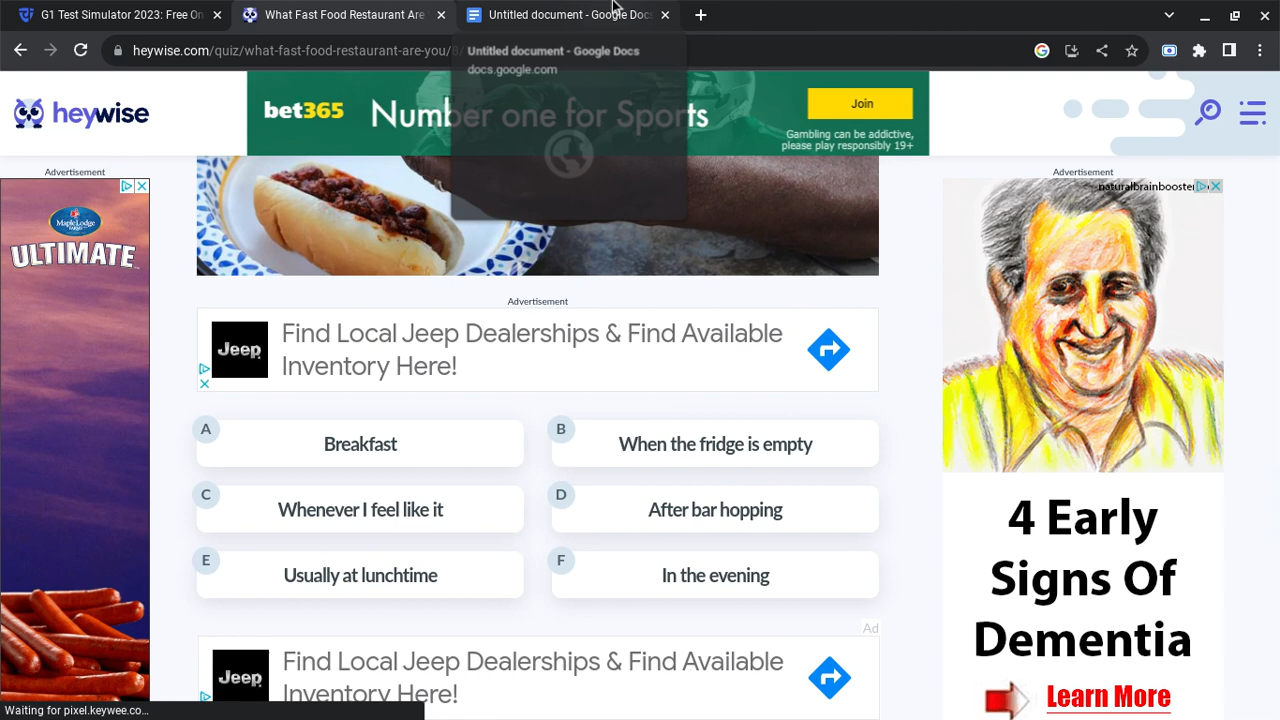 G1 Test Simulator 2023: Free On
What Fast Food Restaurant Are
Untitled document - Google Docs
heywise.com/quiz/what-fast-food-restaurant-are-you/8/
Untitled document - Google Docs
docs.google.com
heywise
bet365
Number one for Sports
Join
Gambling can be addictive,
please play responsibly 19+
Advertisement
Maple Lodge
FARMS
ULTIMATE
Advertisement
naturalbrainbooster
Advertisement
Jeep
Find Local Jeep Dealerships & Find Available
Inventory Here!
A
Breakfast
B
When the fridge is empty
C
Whenever I feel like it
D
After bar hopping
E
Usually at lunchtime
F
In the evening
Ad
Jeep
Find Local Jeep Dealerships & Find Available
Inventory Here!
4 Early
Signs Of
Dementia
Learn More
Waiting for pixel.keywee.co...